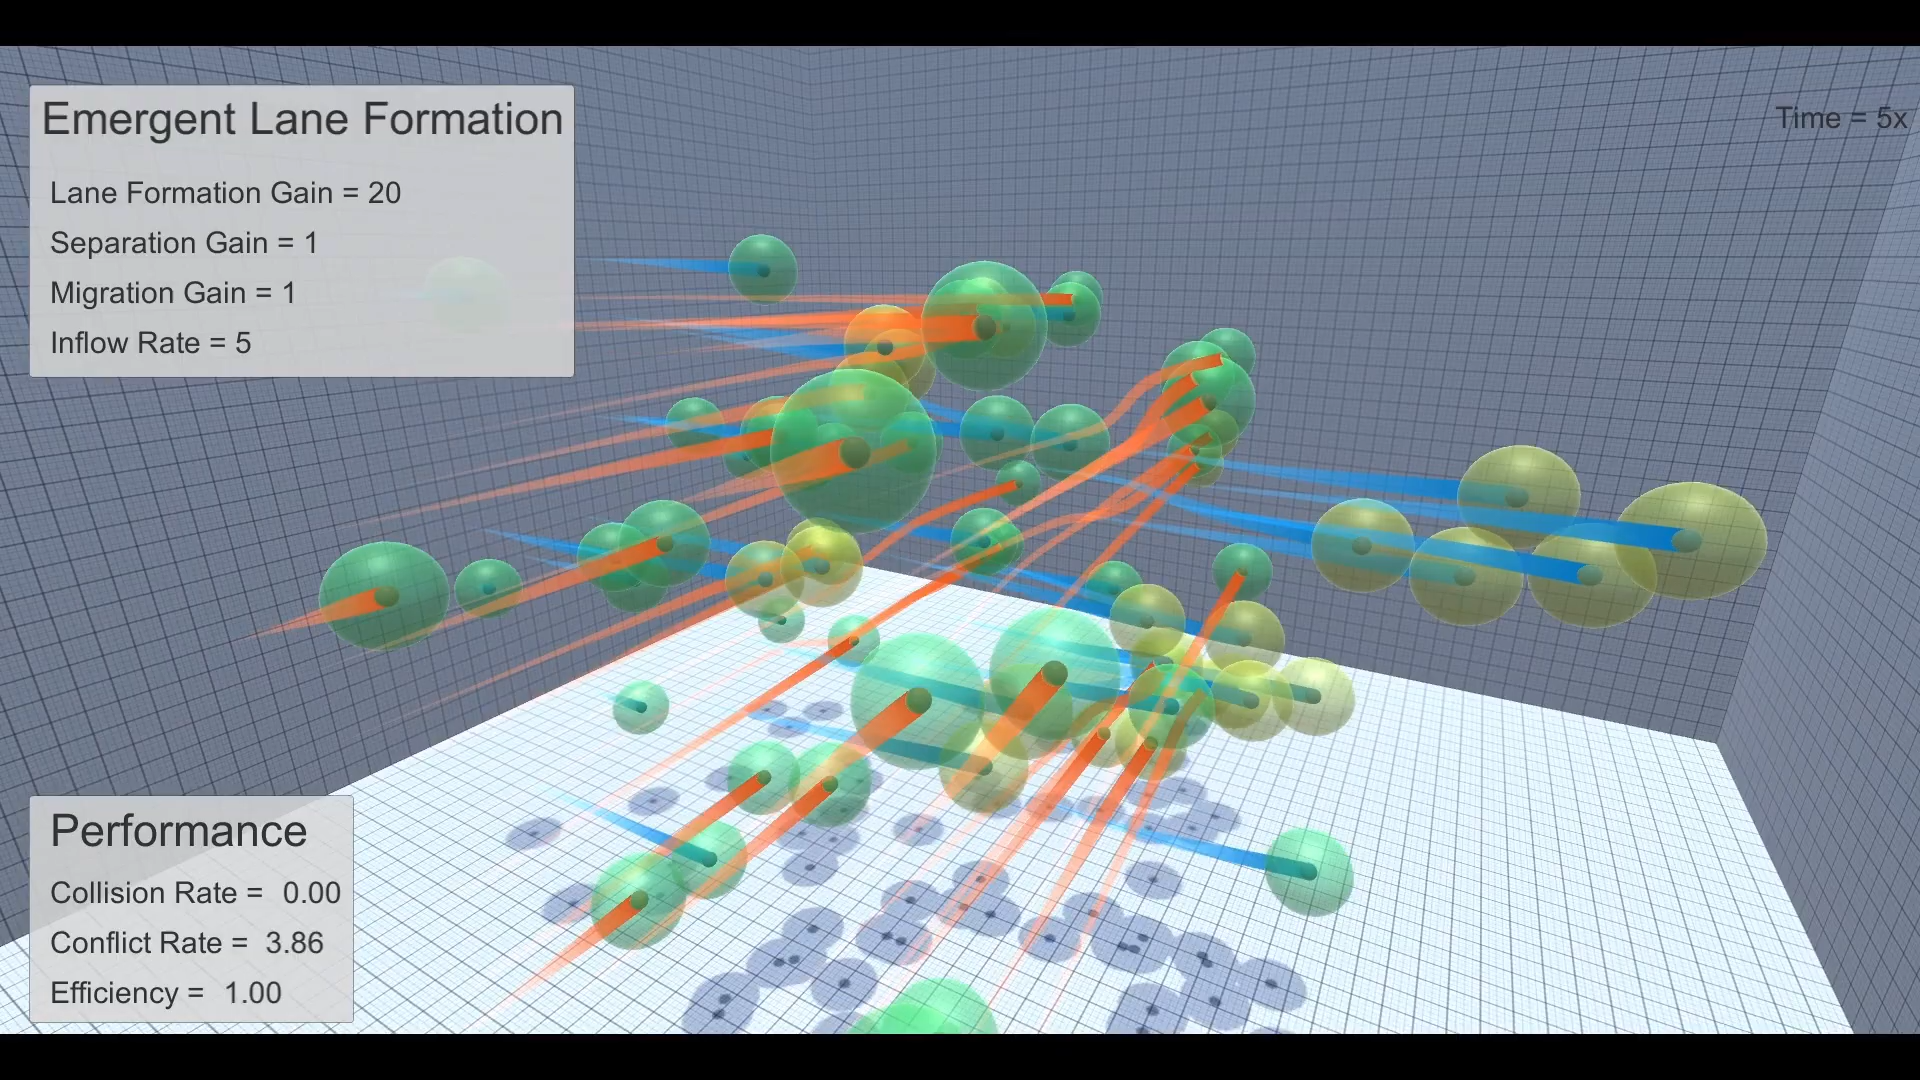 Emergent Lane Formation
Lane Formation Gain = 20
Separation Gain = 1
Migration Gain = 1
Inflow Rate = 5
Time = 5x
Performance
Collision Rate = 0.00
Conflict Rate = 3.86
Efficiency = 1.00